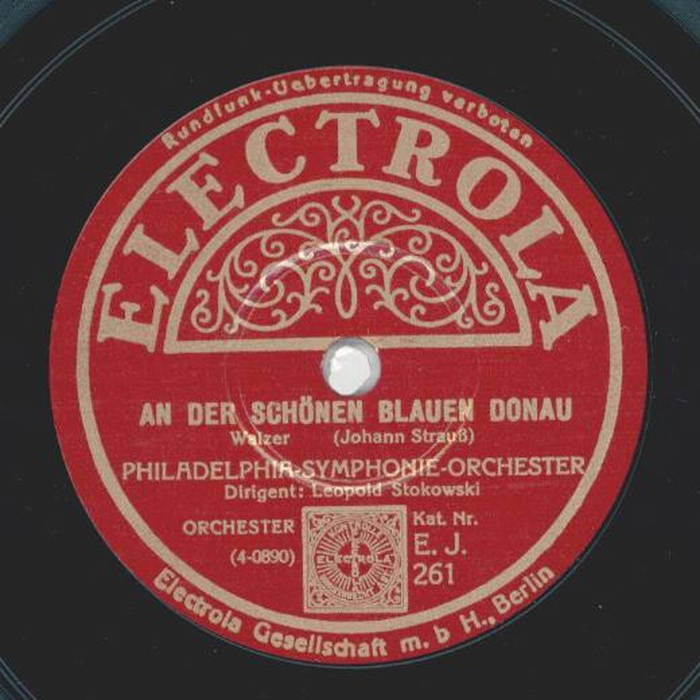 Rundfunk-Uebertragung verboten
ELECTROLA
AN DER SCHÖNEN BLAUEN DONAU
Walzer (Johann Strauß)
PHILADELPHIA-SYMPHONIE-ORCHESTER
Dirigent: Leopold Stokowski
ORCHESTER
(4-0890)
ELECTROLA
Kat. Nr.
E. J.
261
Electrola Gesellschaft m. b H., Berlin